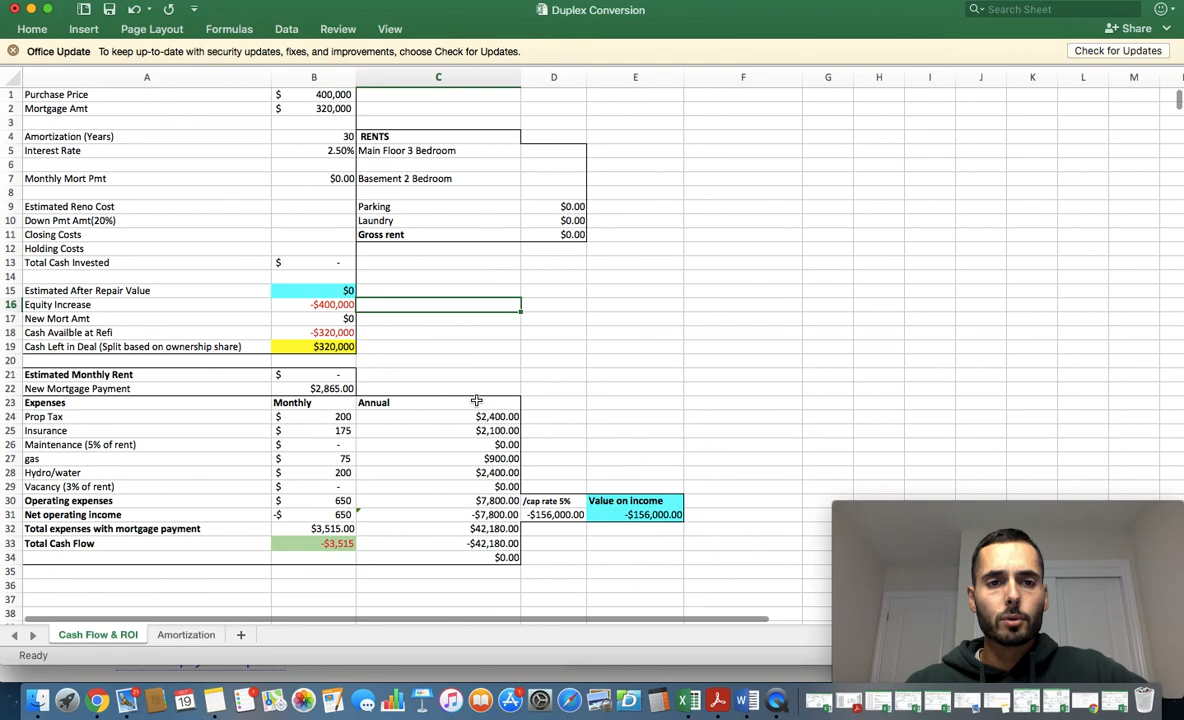 Duplex Conversion
Search Sheet
Home Insert Page Layout Formulas Data Review View Share
Office Update To keep up-to-date with security updates, fixes, and improvements, choose Check for Updates. Check for Updates
A B C D E F G H I J K L M
1 Purchase Price $ 400,000
2 Mortgage Amt $ 320,000
3
4 Amortization (Years) 30 RENTS
5 Interest Rate 2.50% Main Floor 3 Bedroom
6
7 Monthly Mort Pmt $0.00 Basement 2 Bedroom
8
9 Estimated Reno Cost Parking $0.00
10 Down Pmt Amt(20%) Laundry $0.00
11 Closing Costs Gross rent $0.00
12 Holding Costs
13 Total Cash Invested $ -
14
15 Estimated After Repair Value $0
16 Equity Increase -$400,000
17 New Mort Amt $0
18 Cash Availble at Refi -$320,000
19 Cash Left in Deal (Split based on ownership share) $320,000
20
21 Estimated Monthly Rent $ -
22 New Mortgage Payment $2,865.00
23 Expenses Monthly Annual
24 Prop Tax $ 200 $2,400.00
25 Insurance $ 175 $2,100.00
26 Maintenance (5% of rent) $ - $0.00
27 gas $ 75 $900.00
28 Hydro/water $ 200 $2,400.00
29 Vacancy (3% of rent) $ - $0.00
30 Operating expenses $ 650 $7,800.00 /cap rate 5% Value on income
31 Net operating income -$ 650 -$7,800.00 -$156,000.00 -$156,000.00
32 Total expenses with mortgage payment $3,515.00 $42,180.00
33 Total Cash Flow -$3,515 -$42,180.00
34 $0.00
35
36
37
38
Cash Flow & ROI Amortization +
Ready